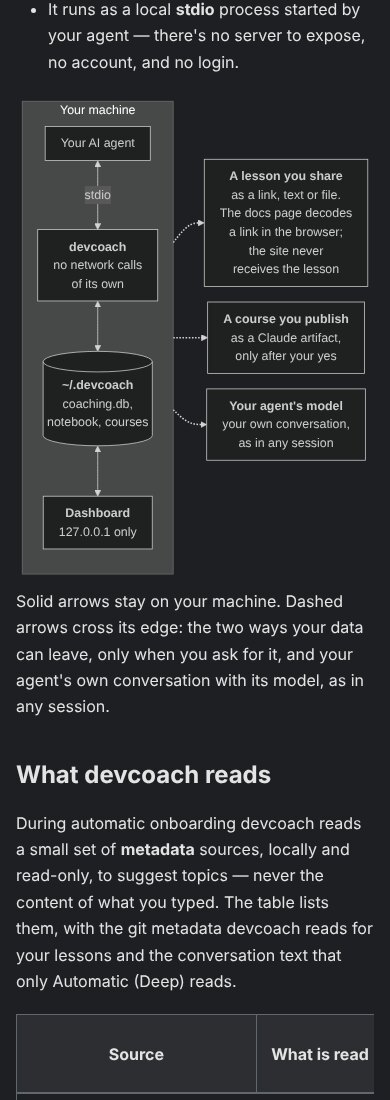 • It runs as a local stdio process started by
your agent — there's no server to expose,
no account, and no login.
Your machine
Your AI agent
stdio
devcoach
no network calls
of its own
~/.devcoach
coaching.db,
notebook, courses
Dashboard
127.0.0.1 only
A lesson you share
as a link, text or file.
The docs page decodes
a link in the browser;
the site never
receives the lesson
A course you publish
as a Claude artifact,
only after your yes
Your agent's model
your own conversation,
as in any session
Solid arrows stay on your machine. Dashed
arrows cross its edge: the two ways your data
can leave, only when you ask for it, and your
agent's own conversation with its model, as in
any session.
What devcoach reads
During automatic onboarding devcoach reads
a small set of metadata sources, locally and
read-only, to suggest topics — never the
content of what you typed. The table lists
them, with the git metadata devcoach reads for
your lessons and the conversation text that
only Automatic (Deep) reads.
Source
What is read